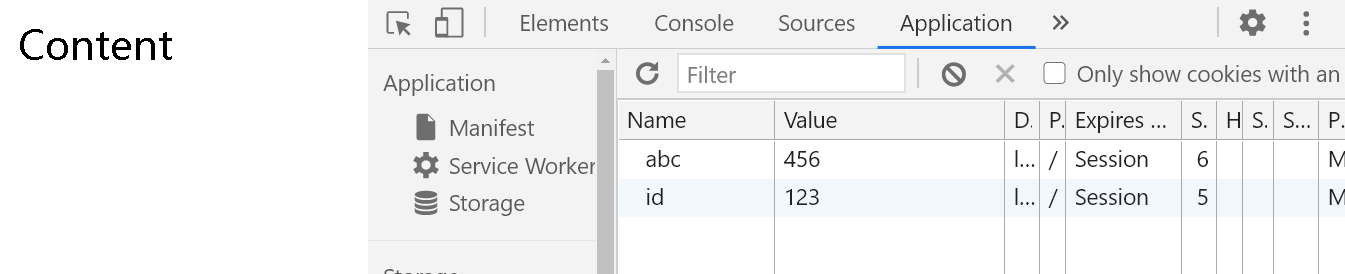 Content
Elements Console Sources Application »
Application
Manifest
Service Worker
Storage
Filter
Only show cookies with an
Name Value D. P. Expires ... S. H S. S... P.
abc 456 l... / Session 6 M
id 123 l... / Session 5 M